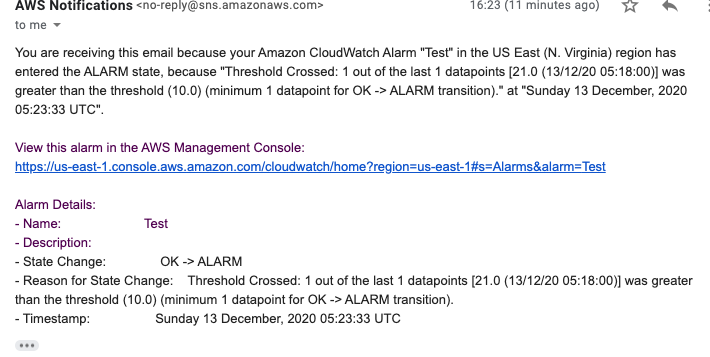 AWS Notifications <no-reply@sns.amazonaws.com> 16:23 (11 minutes ago)
to me
You are receiving this email because your Amazon CloudWatch Alarm "Test" in the US East (N. Virginia) region has
entered the ALARM state, because "Threshold Crossed: 1 out of the last 1 datapoints [21.0 (13/12/20 05:18:00)] was
greater than the threshold (10.0) (minimum 1 datapoint for OK -> ALARM transition)." at "Sunday 13 December, 2020
05:23:33 UTC".
View this alarm in the AWS Management Console:
https://us-east-1.console.aws.amazon.com/cloudwatch/home?region=us-east-1#s=Alarms&alarm=Test
Alarm Details:
- Name: Test
- Description:
- State Change: OK -> ALARM
- Reason for State Change: Threshold Crossed: 1 out of the last 1 datapoints [21.0 (13/12/20 05:18:00)] was greater
than the threshold (10.0) (minimum 1 datapoint for OK -> ALARM transition).
- Timestamp: Sunday 13 December, 2020 05:23:33 UTC